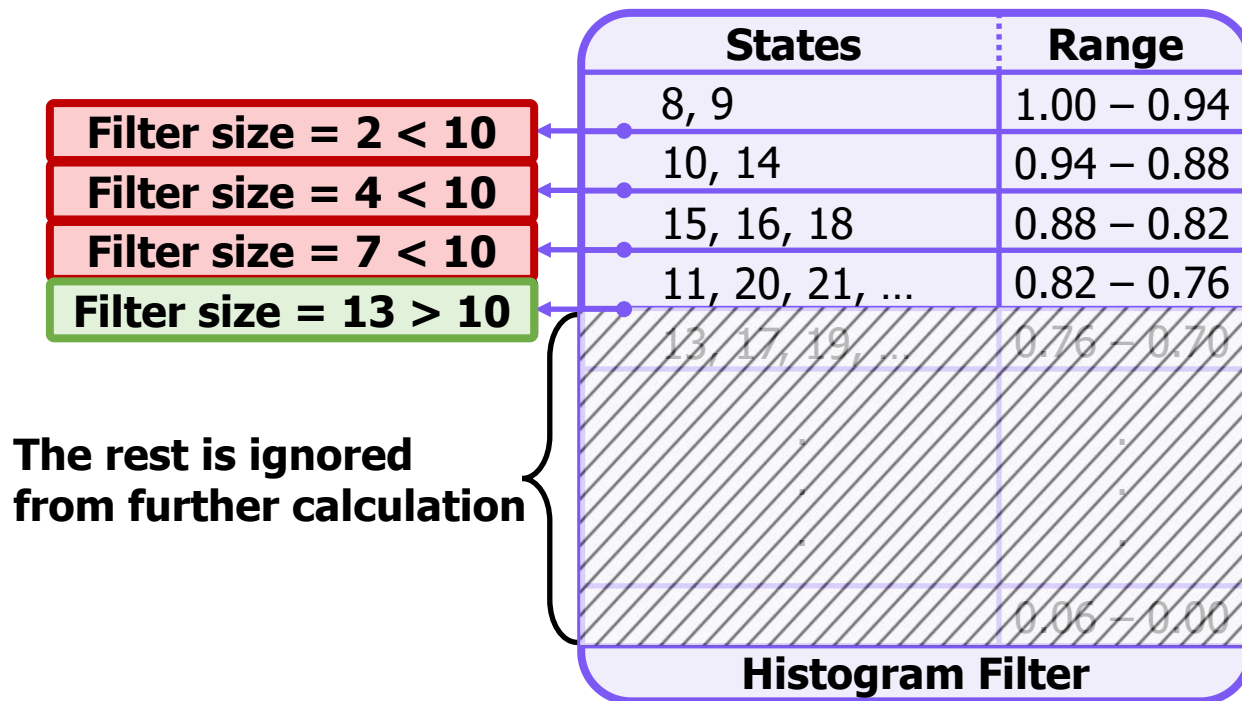 States Range
8, 9 1.00 – 0.94
Filter size = 2 < 10
10, 14 0.94 – 0.88
Filter size = 4 < 10
15, 16, 18 0.88 – 0.82
Filter size = 7 < 10
11, 20, 21, ... 0.82 – 0.76
Filter size = 13 > 10
13, 17, 19, ... 0.76 – 0.70
. .
. .
. .
The rest is ignored
from further calculation
0.06 – 0.00
Histogram Filter